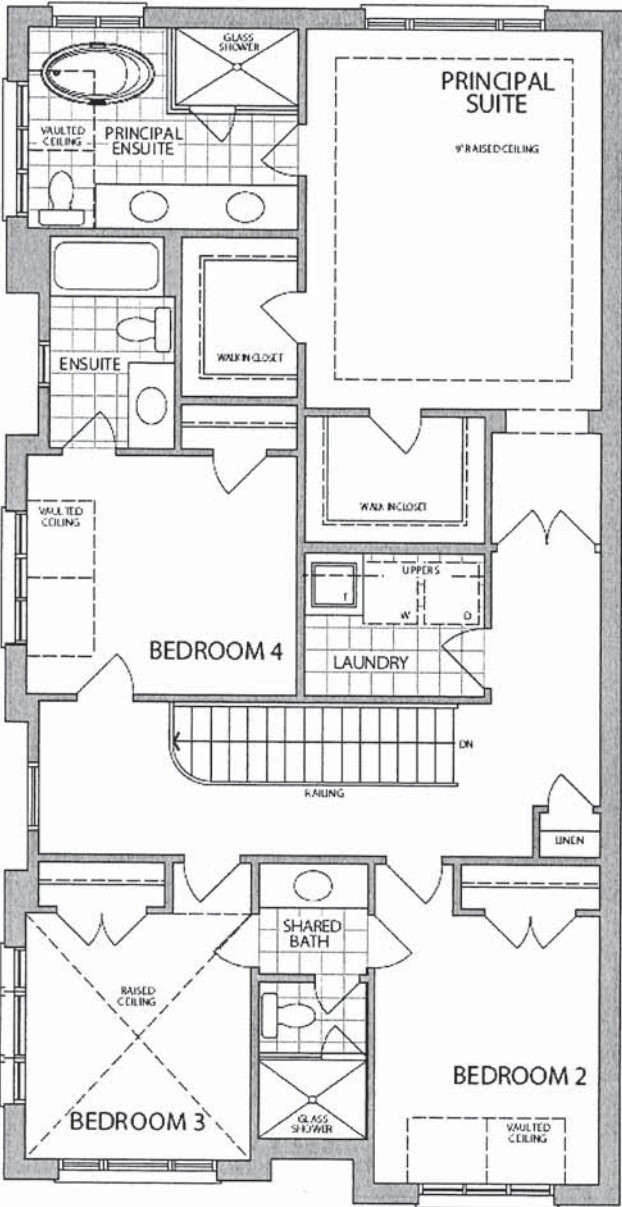 GLASS
SHOWER
PRINCIPAL
SUITE
9' RAISED CEILING
VAULTED
CEILING
PRINCIPAL
ENSUITE
ENSUITE
WALK IN CLOSET
WALK IN CLOSET
VAULTED
CEILING
UPPERS
T
W
D
BEDROOM 4
LAUNDRY
DN
RAILING
LINEN
SHARED
BATH
RAISED
CEILING
BEDROOM 2
BEDROOM 3
GLASS
SHOWER
VAULTED
CEILING